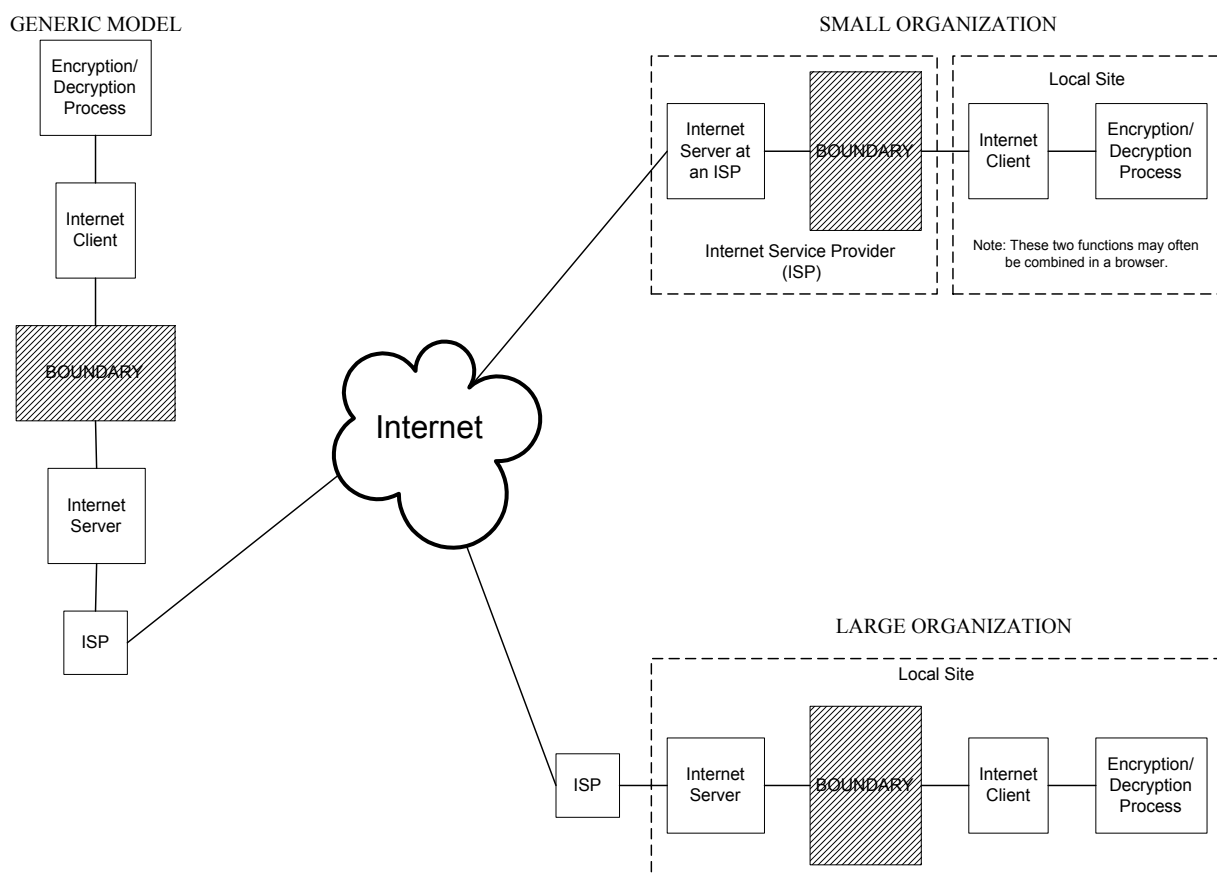 GENERIC MODEL
Encryption/
Decryption
Process
Internet
Client
BOUNDARY
Internet
Server
ISP
Internet
SMALL ORGANIZATION
Internet
Server at
an ISP
BOUNDARY
Internet Service Provider
(ISP)
Local Site
Internet
Client
Encryption/
Decryption
Process
Note: These two functions may often
be combined in a browser.
LARGE ORGANIZATION
Local Site
ISP
Internet
Server
BOUNDARY
Internet
Client
Encryption/
Decryption
Process